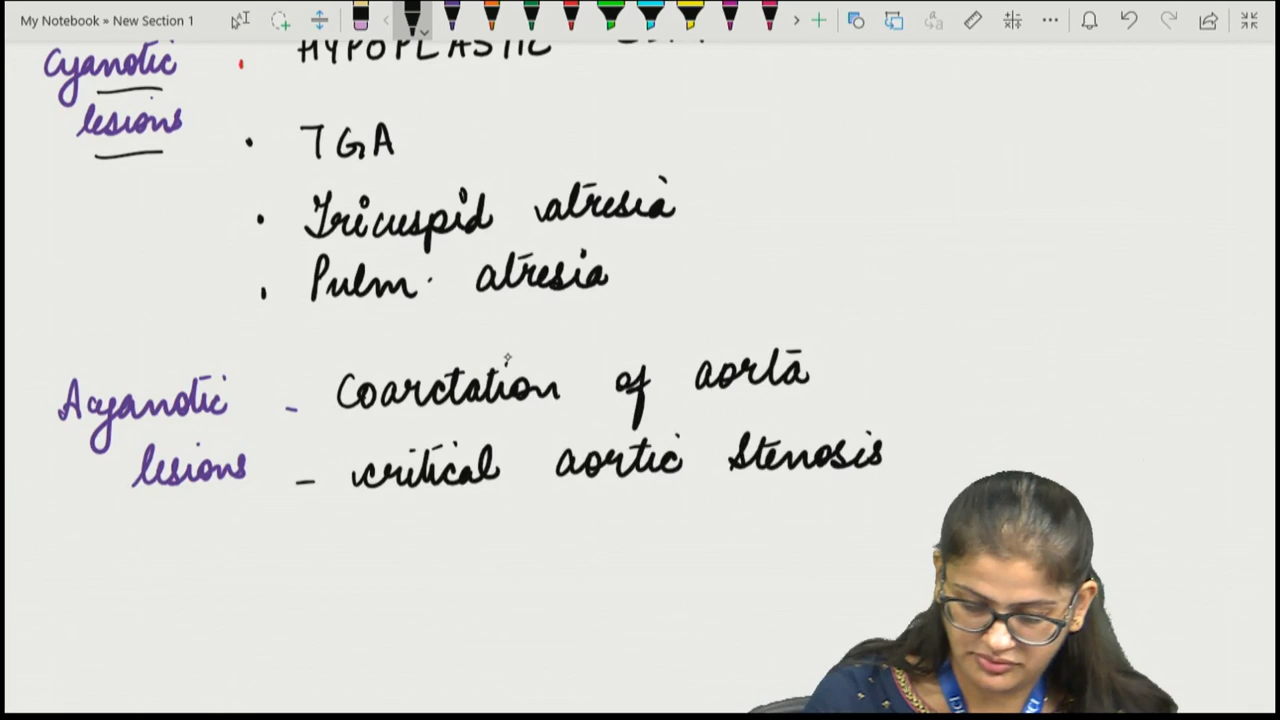 My Notebook » New Section 1
Cyanotic
lesions
HYPOPLASTIC
• TGA
• Tricuspid atresia
• Pulm. atresia
Acyanotic
lesions
- Coarctation of aorta
- critical aortic stenosis